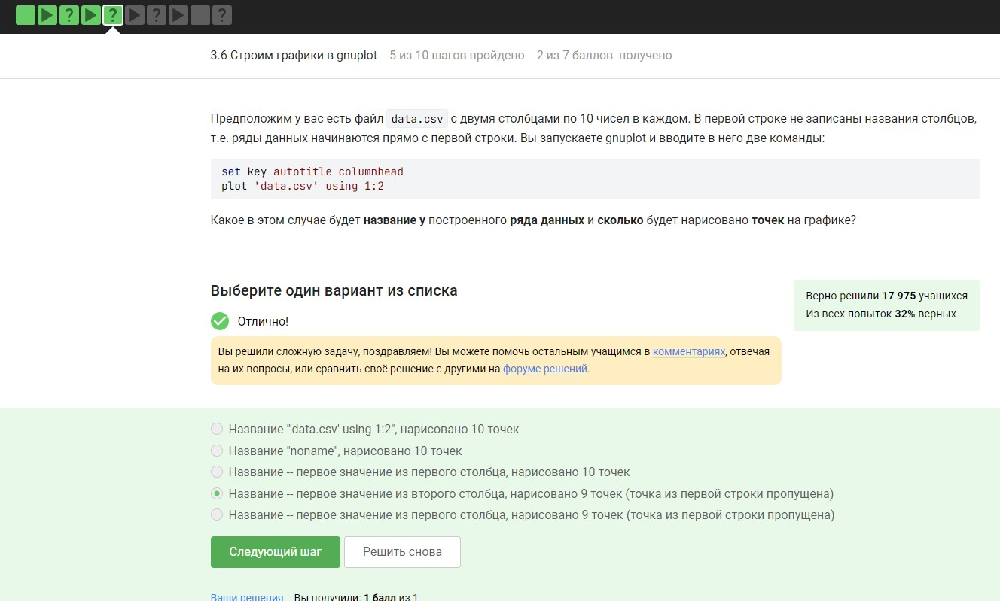 ? ? ? ?
3.6 Строим графики в gnuplot 5 из 10 шагов пройдено 2 из 7 баллов получено
Предположим у вас есть файл data.csv с двумя столбцами по 10 чисел в каждом. В первой строке не записаны названия столбцов,
т.е. ряды данных начинаются прямо с первой строки. Вы запускаете gnuplot и вводите в него две команды:
set key autotitle columnhead
plot 'data.csv' using 1:2
Какое в этом случае будет название у построенного ряда данных и сколько будет нарисовано точек на графике?
Выберите один вариант из списка
Верно решили 17 975 учащихся
Из всех попыток 32% верных
Отлично!
Вы решили сложную задачу, поздравляем! Вы можете помочь остальным учащимся в комментариях, отвечая
на их вопросы, или сравнить своё решение с другими на форуме решений.
Название "'data.csv' using 1:2", нарисовано 10 точек
Название "noname", нарисовано 10 точек
Название -- первое значение из первого столбца, нарисовано 10 точек
Название -- первое значение из второго столбца, нарисовано 9 точек (точка из первой строки пропущена)
Название -- первое значение из первого столбца, нарисовано 9 точек (точка из первой строки пропущена)
Следующий шаг Решить снова
Ваши решения Вы получили: 1 балл из 1